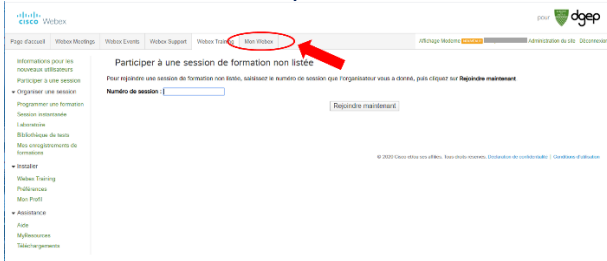 cisco Webex
pour dgep
Page d'accueil Webex Meetings Webex Events Webex Support Webex Training Mon Webex Affichage Moderne Administration du site Déconnexion
Informations pour les
nouveaux utilisateurs
Participer à une session
Organiser une session
Programmer une formation
Session instantanée
Laboratoire
Bibliothèque de tests
Mes enregistrements de
formations
Installer
Webex Training
Préférences
Mon Profil
Assistance
Aide
MyResources
Téléchargements
Participer à une session de formation non listée
Pour rejoindre une session de formation non listée, saisissez le numéro de session que l'organisateur vous a donné, puis cliquez sur Rejoindre maintenant
Numéro de session :
Rejoindre maintenant
© 2020 Cisco et/ou ses affiliés. Tous droits réservés. Déclaration de confidentialité | Conditions d'utilisation